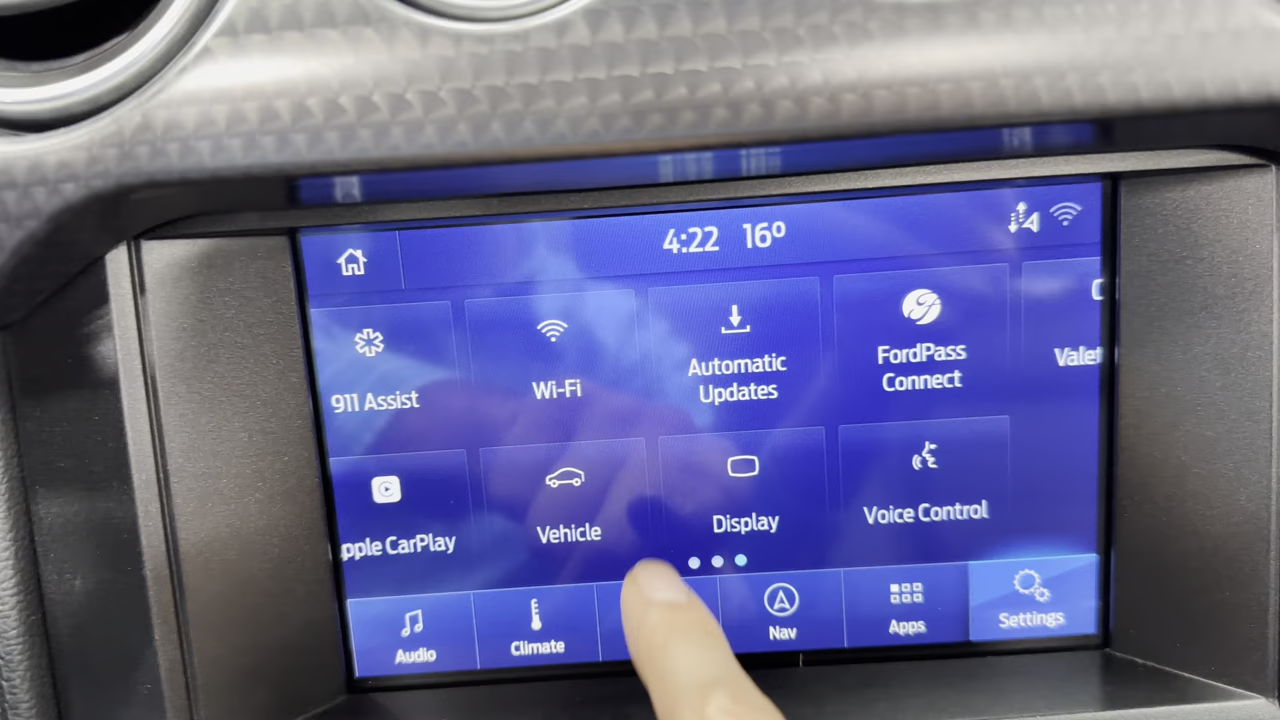 4:22 16°
911 Assist
Wi-Fi
Automatic
Updates
FordPass
Connect
Valet
pple CarPlay
Vehicle
Display
Voice Control
Audio
Climate
Nav
Apps
Settings